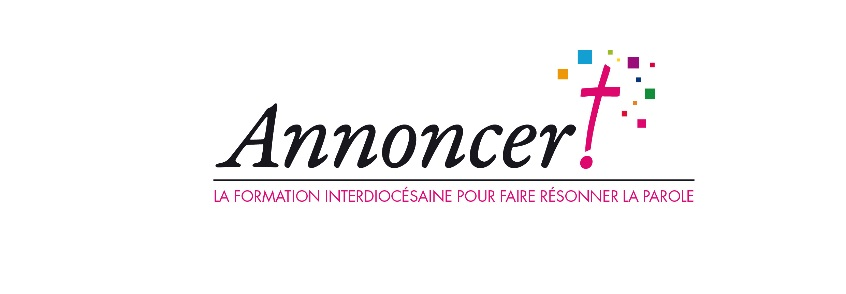 Annoncer!
LA FORMATION INTERDIOCÉSAINE POUR FAIRE RÉSONNER LA PAROLE